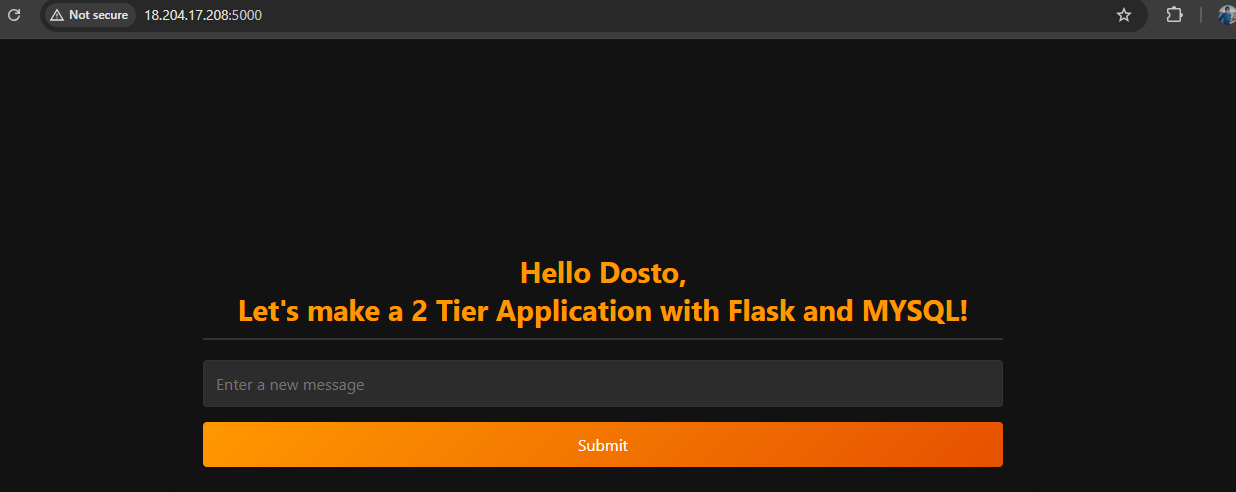 Not secure
18.204.17.208:5000
Hello Dosto,
Let's make a 2 Tier Application with Flask and MYSQL!
Enter a new message
Submit